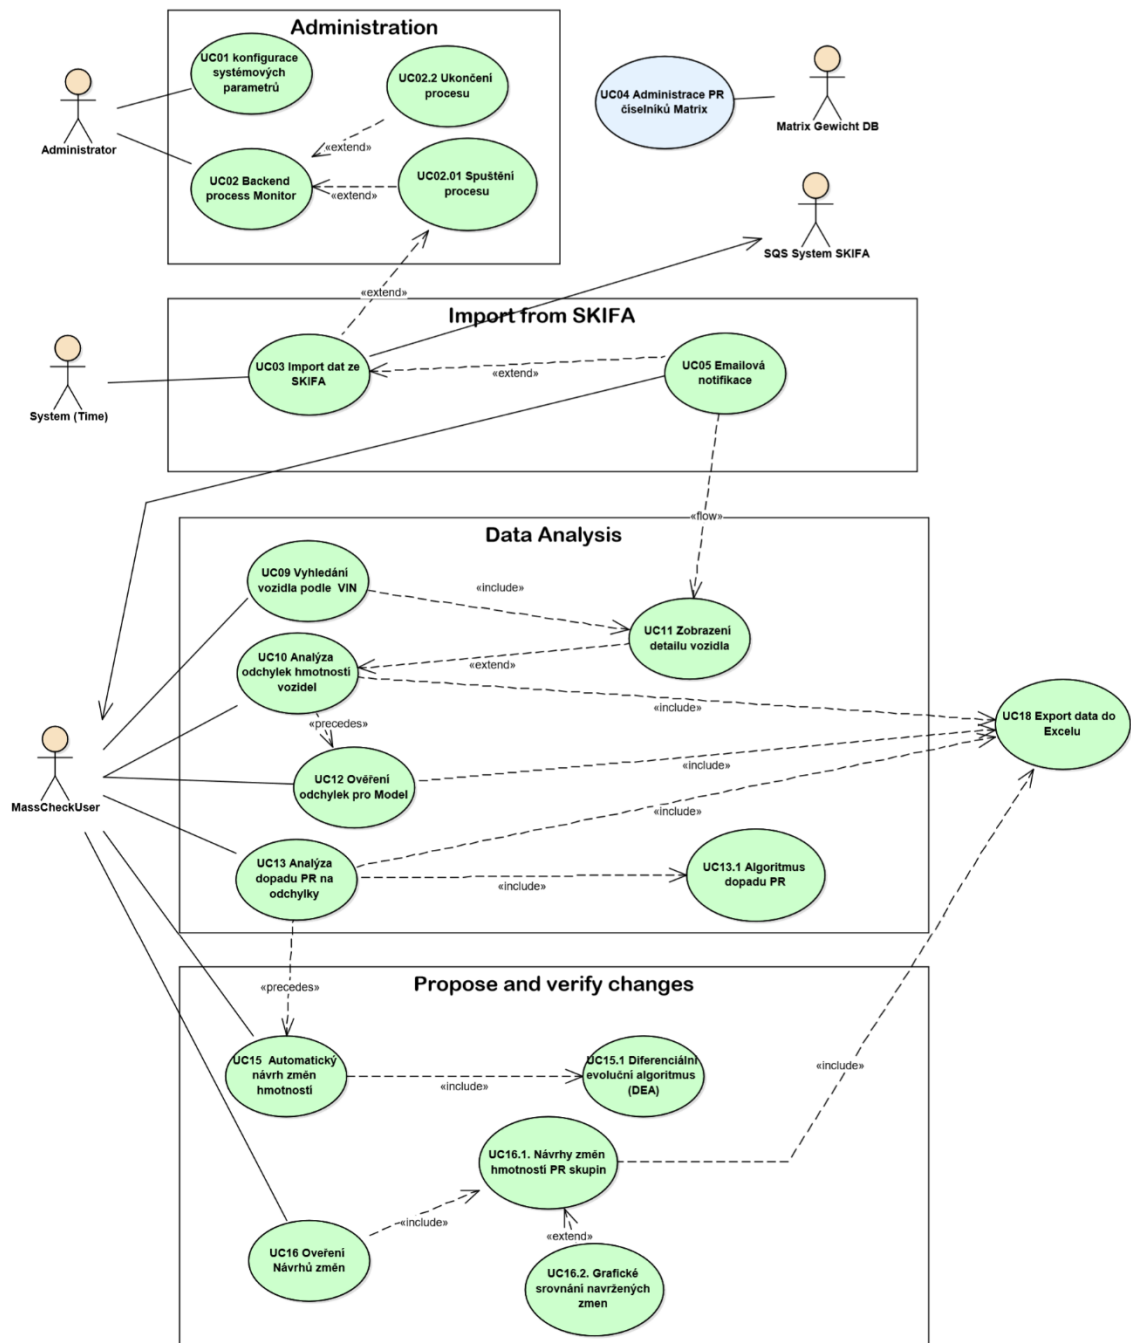 Administration
UC01 konfigurace
systémových
parametrů
UC02.2 Ukončení
procesu
UC04 Administrace PR
číselníků Matrix
Matrix Gewicht DB
Administrator
«extend»
UC02 Backend
process Monitor
«extend»
UC02.01 Spuštění
procesu
SQS System SKIFA
«extend»
Import from SKIFA
UC03 Import dat ze
SKIFA
«extend»
UC05 Emailová
notifikace
System (Time)
«flow»
Data Analysis
UC09 Vyhledání
vozidla podle  VIN
«include»
UC11 Zobrazení
detailu vozidla
UC10 Analýza
odchylek hmotností
vozidel
«extend»
«include»
«precedes»
UC18 Export data do
Excelu
UC12 Ověření
odchylek pro Model
«include»
MassCheckUser
«include»
UC13 Analýza
dopadu PR na
odchylky
«include»
UC13.1 Algoritmus
dopadu PR
Propose and verify changes
«precedes»
UC15  Automatický
návrh změn
hmotností
«include»
UC15.1 Diferenciální
evoluční algoritmus
(DEA)
«include»
UC16.1. Návrhy změn
hmotností PR skupin
«include»
«extend»
UC16 Oveření
Návrhů změn
UC16.2. Grafické
srovnání navržených
zmen